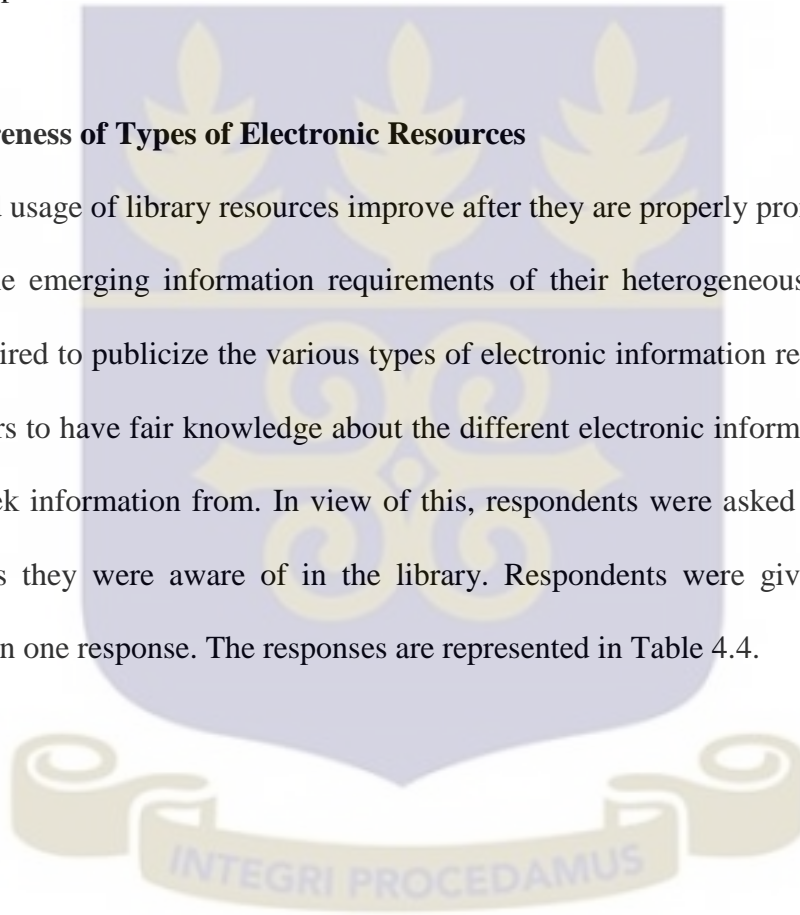 eness of Types of Electronic Resources
usage of library resources improve after they are properly
e emerging information requirements of their heterogeneous
ired to publicize the various types of electronic information re
rs to have fair knowledge about the different electronic inform
ek information from. In view of this, respondents were asked
s they were aware of in the library. Respondents were giv
n one response. The responses are represented in Table 4.4.
INTEGRI PROCEDAMUS